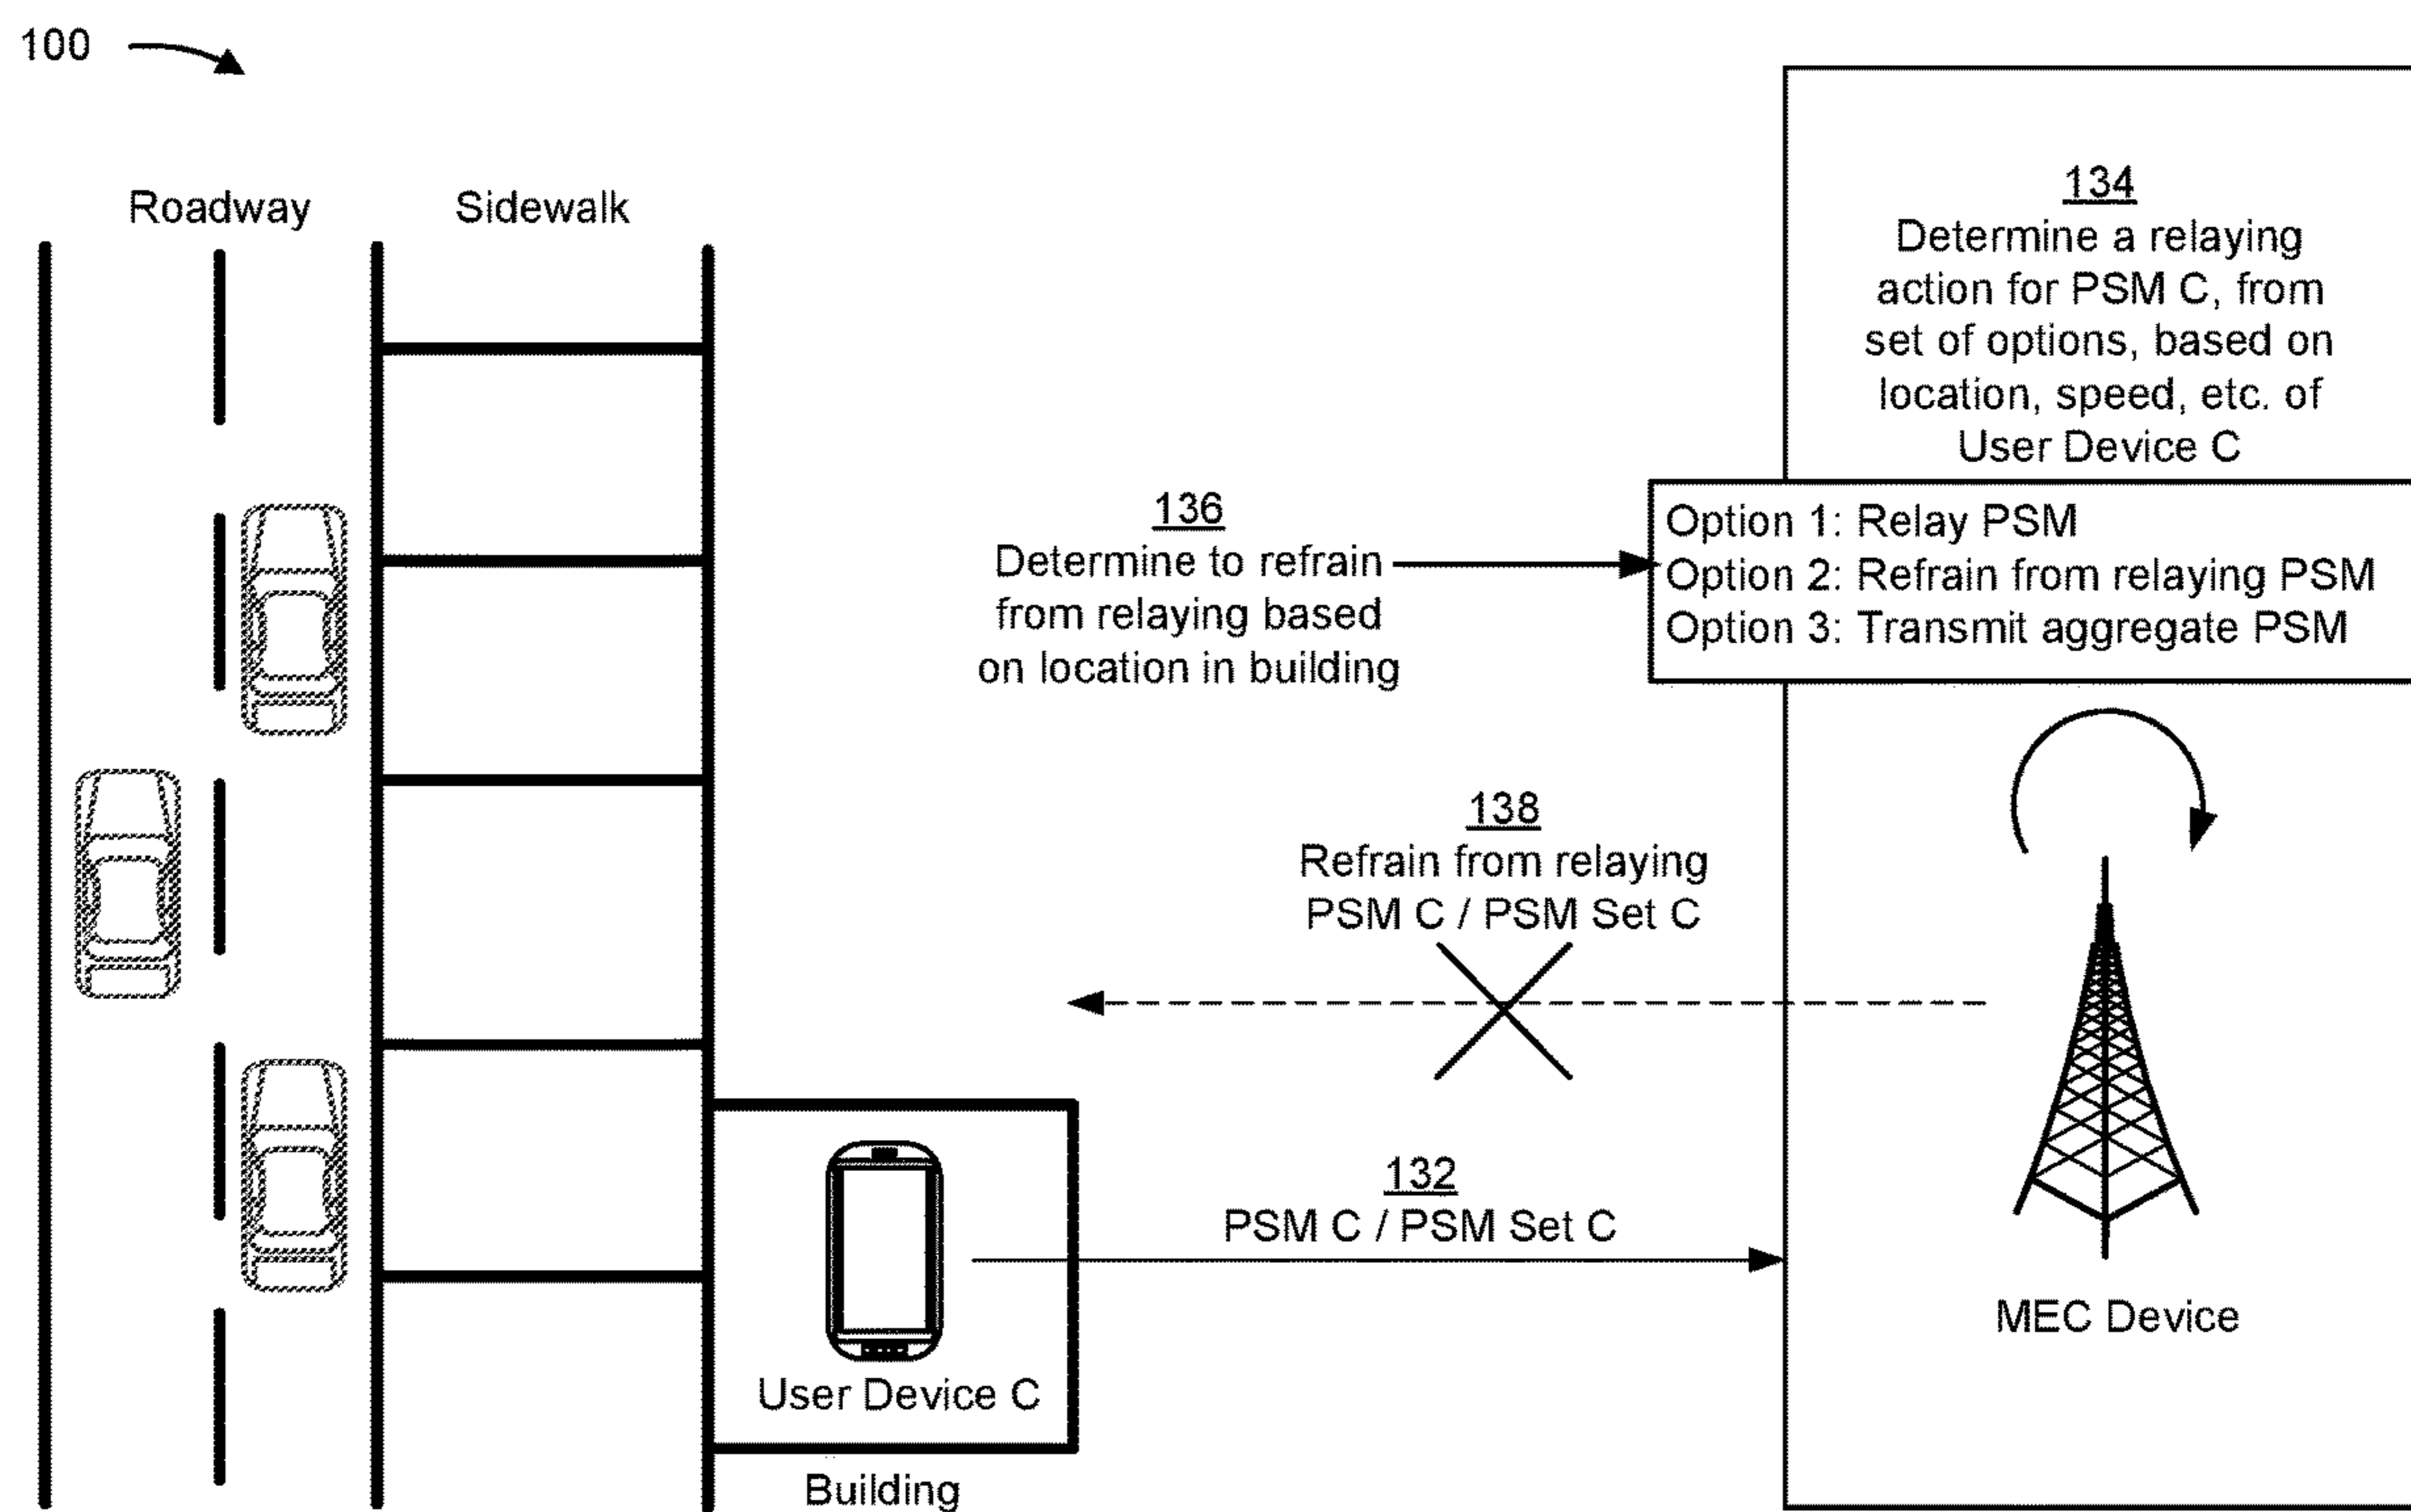 100
Roadway
Sidewalk
134
Determine a relaying
action for PSM C, from
set of options, based on
location, speed, etc. of
User Device C
136
Determine to refrain
from relaying based
on location in building
Option 1: Relay PSM
Option 2: Refrain from relaying PSM
Option 3: Transmit aggregate PSM
138
Refrain from relaying
PSM C / PSM Set C
132
PSM C / PSM Set C
MEC Device
User Device C
Building